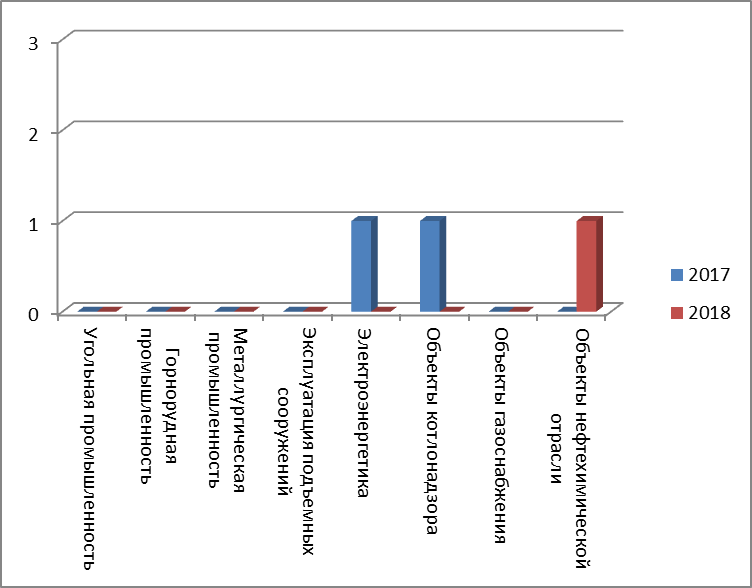 3
2
1
0
2017
2018
Угольная промышленность
Горнорудная
промышленность
Металлургическая
промышленность
Эксплуатация подъемных
сооружений
Электроэнергетика
Объекты котлонадзора
Объекты газоснабжения
Объекты нефтехимической
отрасли